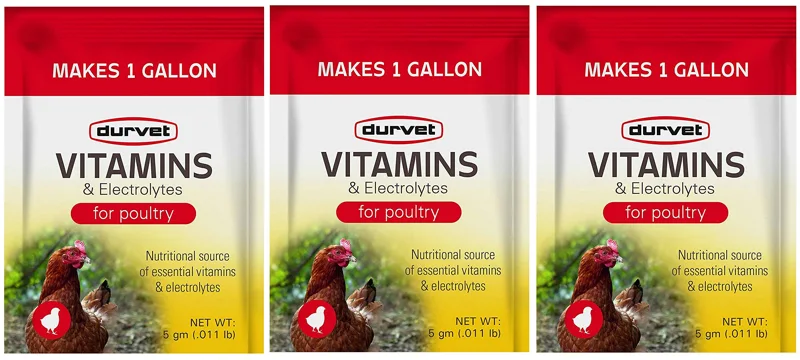 MAKES 1 GALLON
durvet
VITAMINS
& Electrolytes
for poultry
Nutritional source
of essential vitamins
& electrolytes
NET WT:
5 gm (.011 lb)
MAKES 1 GALLON
durvet
VITAMINS
& Electrolytes
for poultry
Nutritional source
of essential vitamins
& electrolytes
NET WT:
5 gm (.011 lb)
MAKES 1 GALLON
durvet
VITAMINS
& Electrolytes
for poultry
Nutritional source
of essential vitamins
& electrolytes
NET WT:
5 gm (.011 lb)